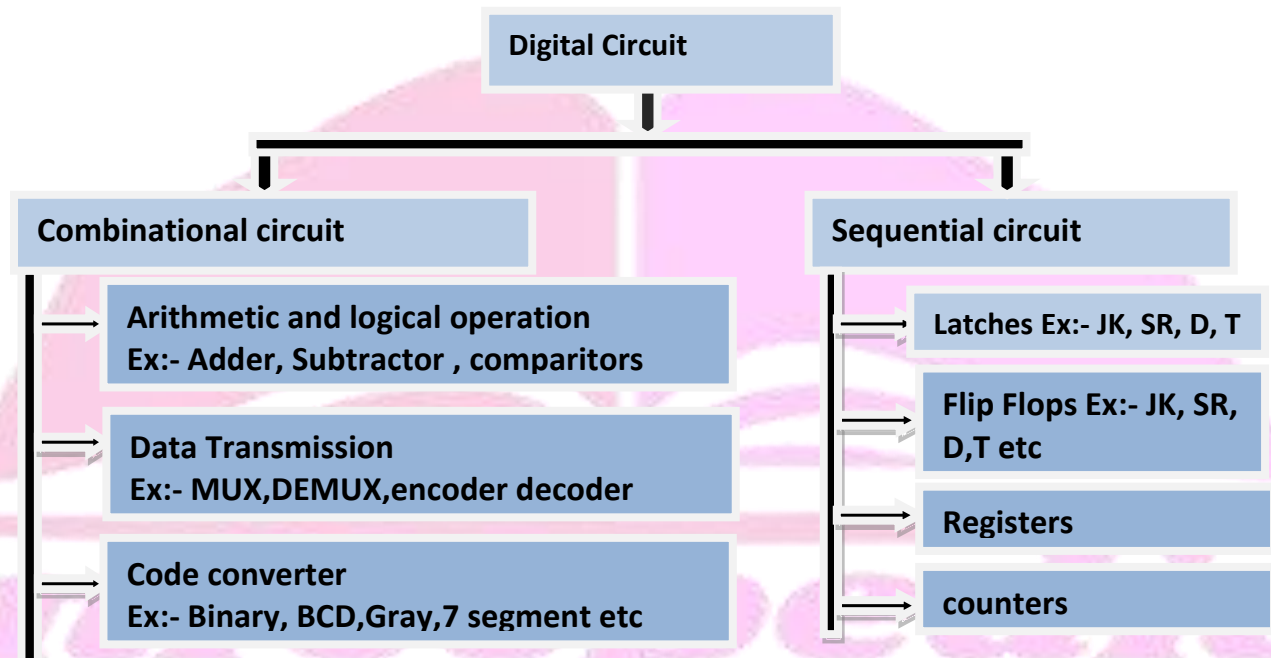 Digital Circuit
Combinational circuit
Arithmetic and logical operation
Ex:- Adder, Subtractor , comparitors
Data Transmission
Ex:- MUX,DEMUX,encoder decoder
Code converter
Ex:- Binary, BCD,Gray,7 segment etc
Sequential circuit
Latches Ex:- JK, SR, D, T
Flip Flops Ex:- JK, SR,
D,T etc
Registers
counters